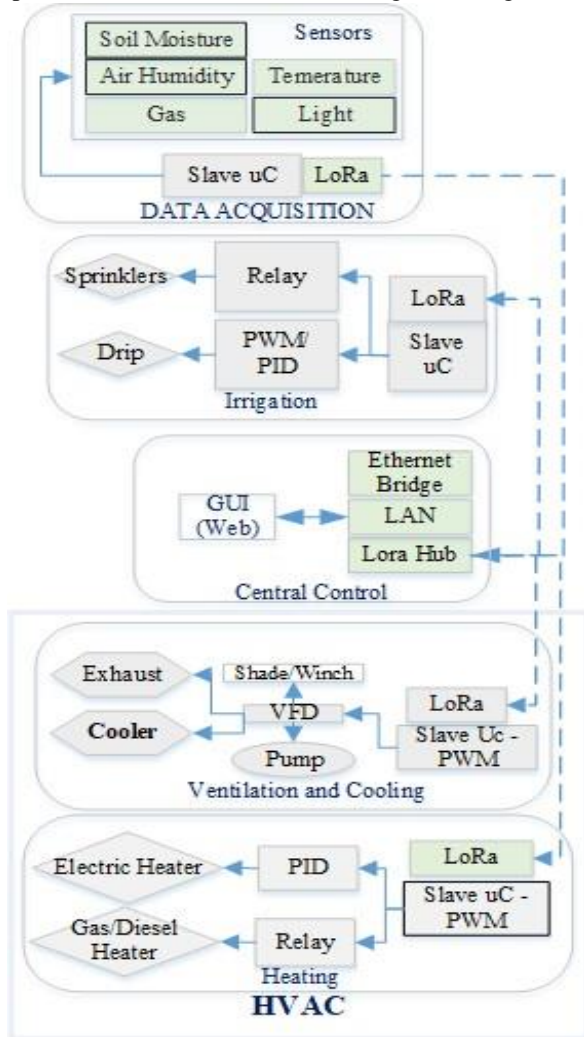 Soil Moisture
Sensors
Air Humidity
Temerature
Gas
Light
Slave uC
LoRa
DATA ACQUISITION
Sprinklers
Relay
LoRa
Drip
PWM/
PID
Slave
uC
Irrigation
Ethernet
Bridge
GUI
(Web)
LAN
Lora Hub
Central Control
Exhaust
Shade/Winch
LoRa
Cooler
VFD
Slave Uc -
PWM
Pump
Ventilation and Cooling
Electric Heater
PID
LoRa
Slave uC -
PWM
Gas/Diesel
Heater
Relay
Heating
HVAC